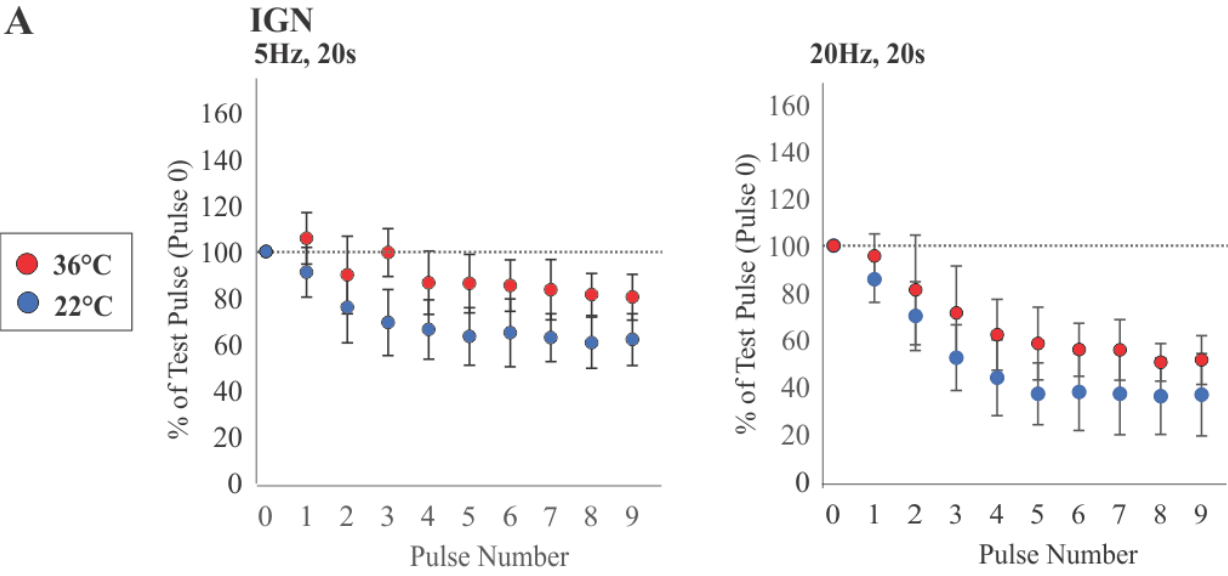 A
IGN
5Hz, 20s
20Hz, 20s
36°C
22°C
% of Test Pulse (Pulse 0)
160
140
120
100
80
60
40
20
0
0 1 2 3 4 5 6 7 8 9
Pulse Number
% of Test Pulse (Pulse 0)
160
140
120
100
80
60
40
20
0
0 1 2 3 4 5 6 7 8 9
Pulse Number